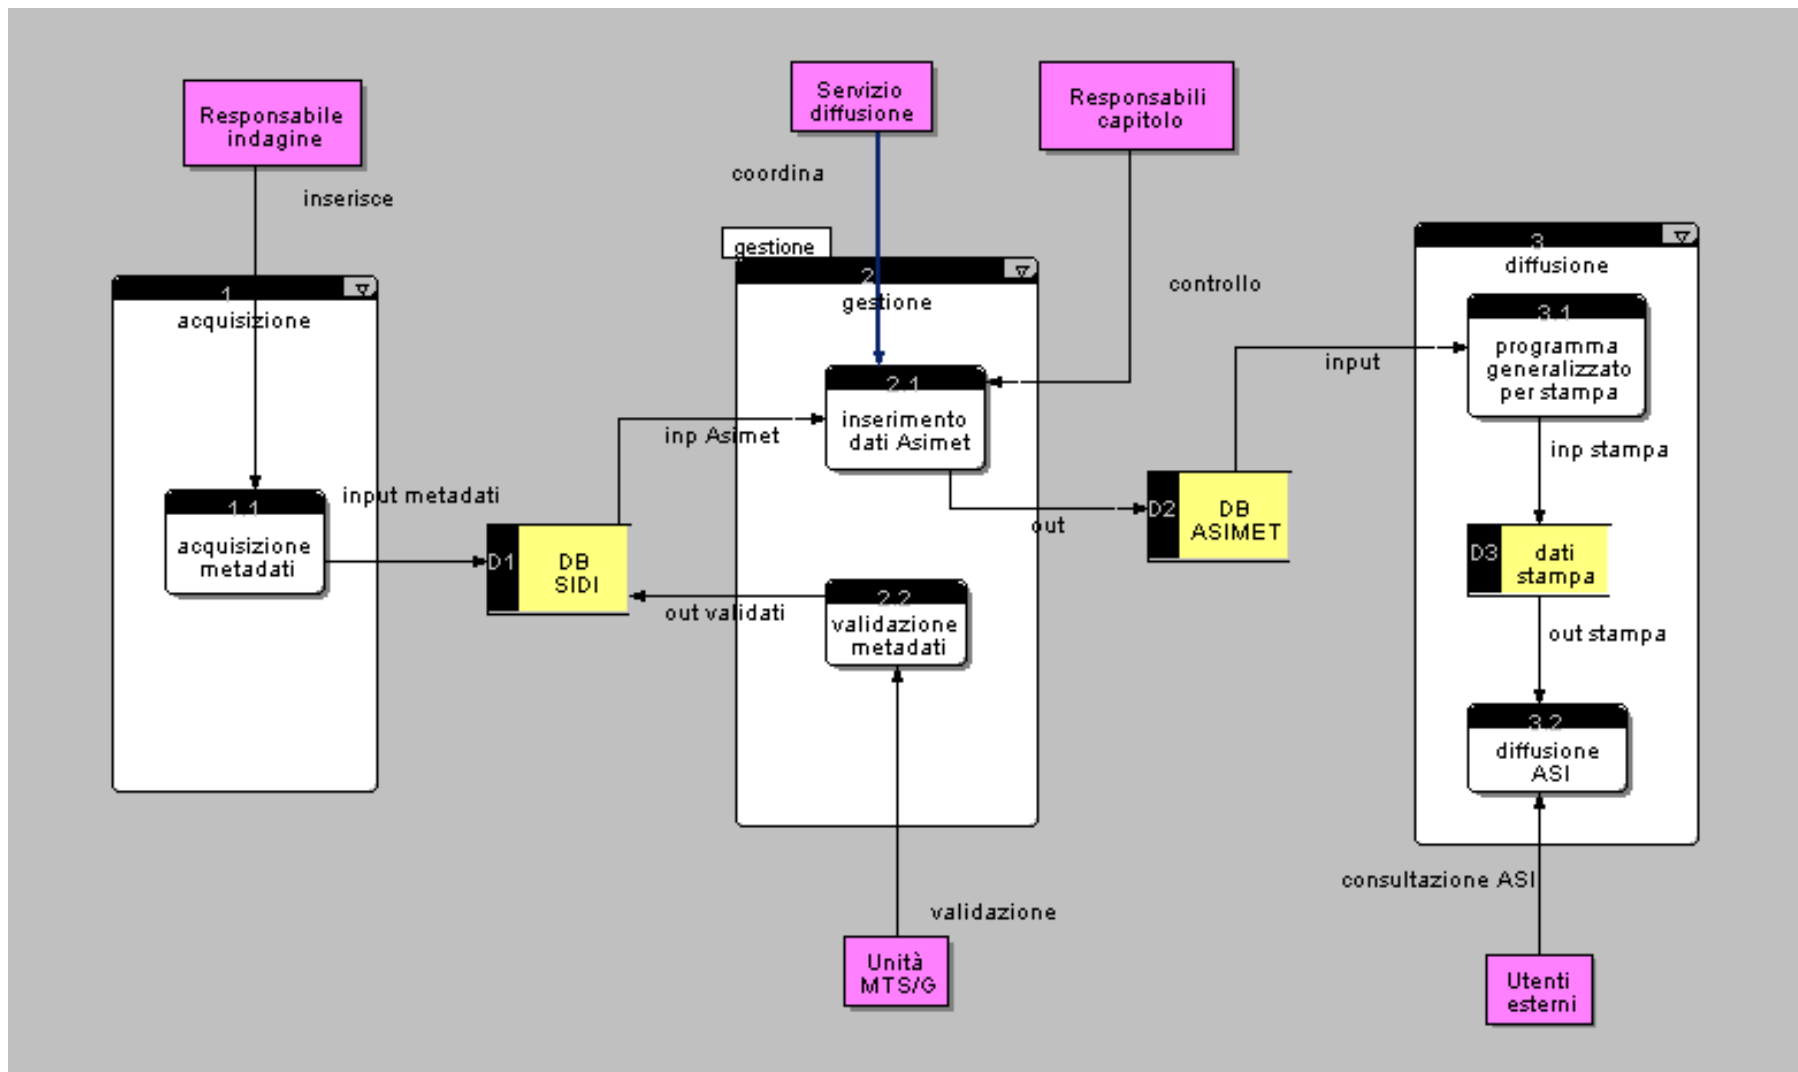 Responsabile
indagine
inserisce
Servizio
diffusione
coordina
Responsabili
capitolo
controllo
1
acquisizione
1.1
acquisizione
metadati
input metadati
D1
DB
SIDI
gestione
2
gestione
inp Asimet
2.1
inserimento
dati Asimet
out
out validati
2.2
validazione
metadati
validazione
Unità
MTS/G
D2
DB
ASIMET
input
3
diffusione
3.1
programma
generalizzato
per stampa
inp stampa
D3
dati
stampa
out stampa
3.2
diffusione
ASI
consultazione ASI
Utenti
esterni